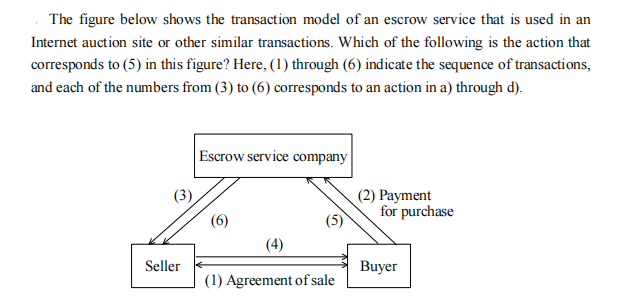 The figure below shows the transaction model of an escrow service that is used in an
Internet auction site or other similar transactions. Which of the following is the action that
corresponds to (5) in this figure? Here, (1) through (6) indicate the sequence of transactions,
and each of the numbers from (3) to (6) corresponds to an action in a) through d).
Escrow service company
(3)
(2) Payment
for purchase
(6)
(5)
(4)
Seller
Buyer
(1) Agreement of sale